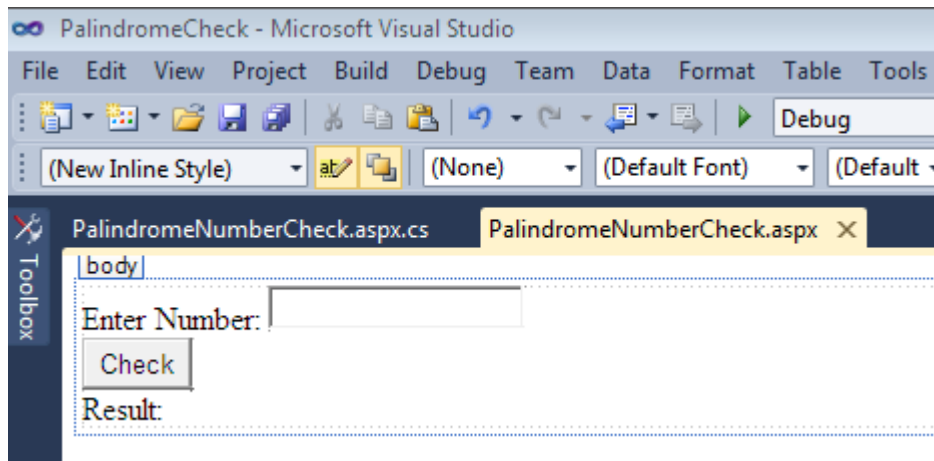 PalindromeCheck - Microsoft Visual Studio
File Edit View Project Build Debug Team Data Format Table Tools
Debug
(New Inline Style) ab (None) (Default Font) (Default
PalindromeNumberCheck.aspx.cs PalindromeNumberCheck.aspx
Toolbox
body
Enter Number:
Check
Result: